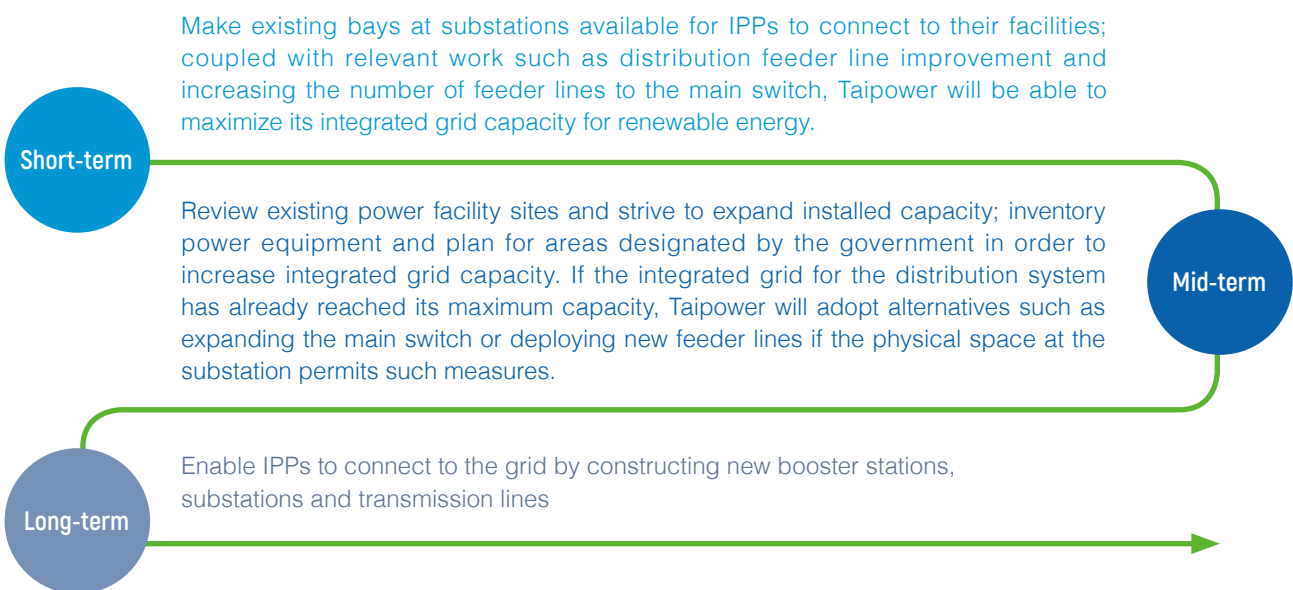 Make existing bays at substations available for IPPs to connect to their facilities;
coupled with relevant work such as distribution feeder line improvement and
increasing the number of feeder lines to the main switch, Taipower will be able to
maximize its integrated grid capacity for renewable energy.
Short-term
Review existing power facility sites and strive to expand installed capacity; inventory
power equipment and plan for areas designated by the government in order to
increase integrated grid capacity. If the integrated grid for the distribution system
has already reached its maximum capacity, Taipower will adopt alternatives such as
expanding the main switch or deploying new feeder lines if the physical space at the
substation permits such measures.
Mid-term
Enable IPPs to connect to the grid by constructing new booster stations,
substations and transmission lines
Long-term